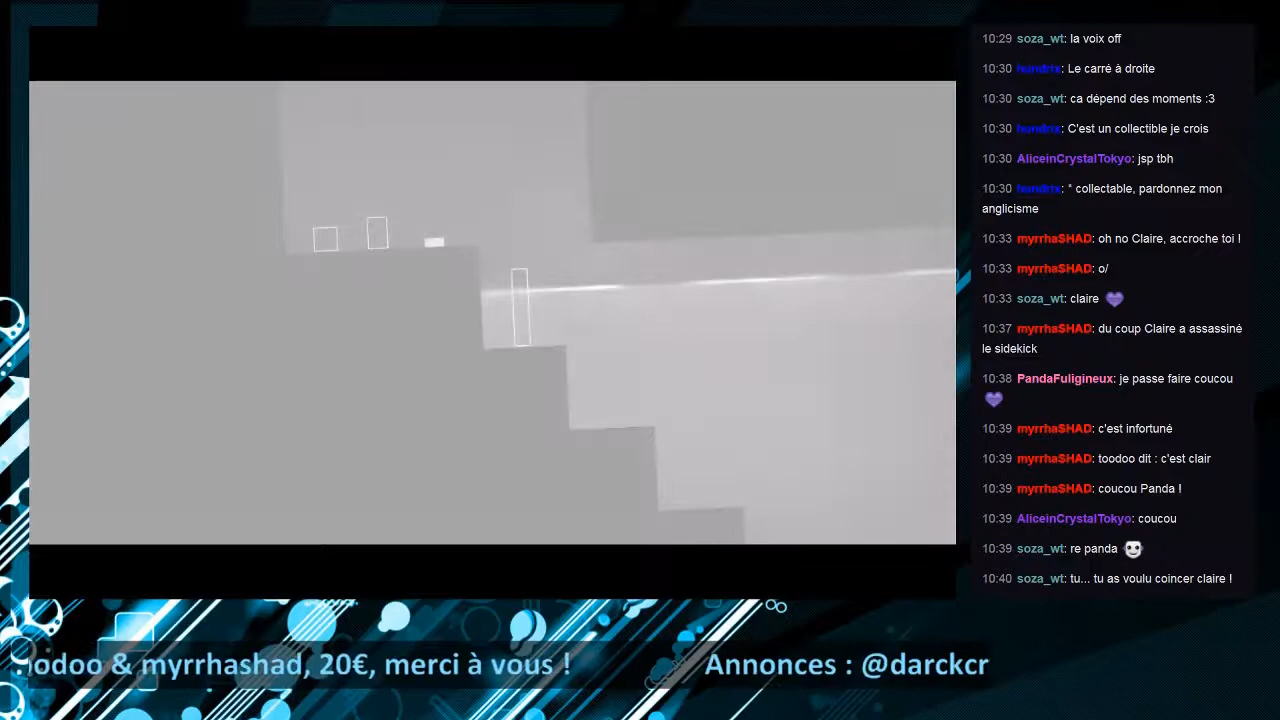 10:29 soza_wt: la voix off
10:30 hundrix: Le carré à droite
10:30 soza_wt: ca dépend des moments :3
10:30 hundrix: C'est un collectible je crois
10:30 AliceinCrystalTokyo: jsp tbh
10:30 hundrix: * collectable, pardonnez mon
anglicisme
10:33 myrrhaSHAD: oh no Claire, accroche toi !
10:33 myrrhaSHAD: o/
10:33 soza_wt: claire
10:37 myrrhaSHAD: du coup Claire a assassiné
le sidekick
10:38 PandaFuligineux: je passe faire coucou
10:39 myrrhaSHAD: c'est infortuné
10:39 myrrhaSHAD: toodoo dit : c'est clair
10:39 myrrhaSHAD: coucou Panda !
10:39 AliceinCrystalTokyo: coucou
10:39 soza_wt: re panda
10:40 soza_wt: tu... tu as voulu coincer claire !
odoo & myrrhashad, 20€, merci à vous ! Annonces : @darckcr